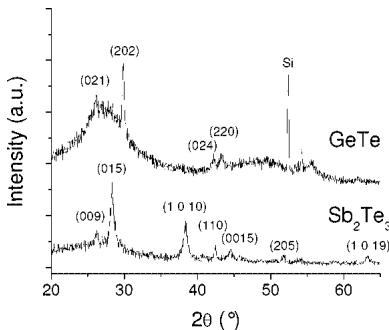 Intensity (a.u.)
(202)
(021)
Si
(024)
(220)
GeTe
(015)
(009)
(1 0 10)
(110)
(0015)
(205)
(1 0 19)
Sb₂Te₃
20 30 40 50 60
2θ (°)